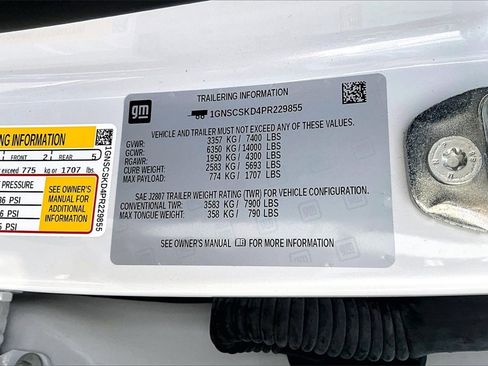 gm
TRAILERING INFORMATION
1GNSCSKD4PR229855
VEHICLE AND TRAILER MUST NOT EXCEED ANY OF THESE VALUES:
GVWR: 3357 KG / 7400 LBS
GCWR: 6350 KG / 14000 LBS
RGAWR: 1950 KG / 4300 LBS
CURB WEIGHT: 2583 KG / 5693 LBS
MAX PAYLOAD: 774 KG / 1707 LBS
SAE J2807 TRAILER WEIGHT RATING (TWR) FOR VEHICLE CONFIGURATION.
CONVENTIONAL TWR: 3583 KG / 7900 LBS
MAX TONGUE WEIGHT: 358 KG / 790 LBS
SEE OWNER'S MANUAL FOR MORE INFORMATION
ING INFORMATION
FRONT 2 REAR 5
exceed 775 kg or 1707 lbs.
PRESSURE
SEE OWNER'S
MANUAL FOR
ADDITIONAL
INFORMATION
PSI
PSI
PSI
1GNSCSKD4PR229855